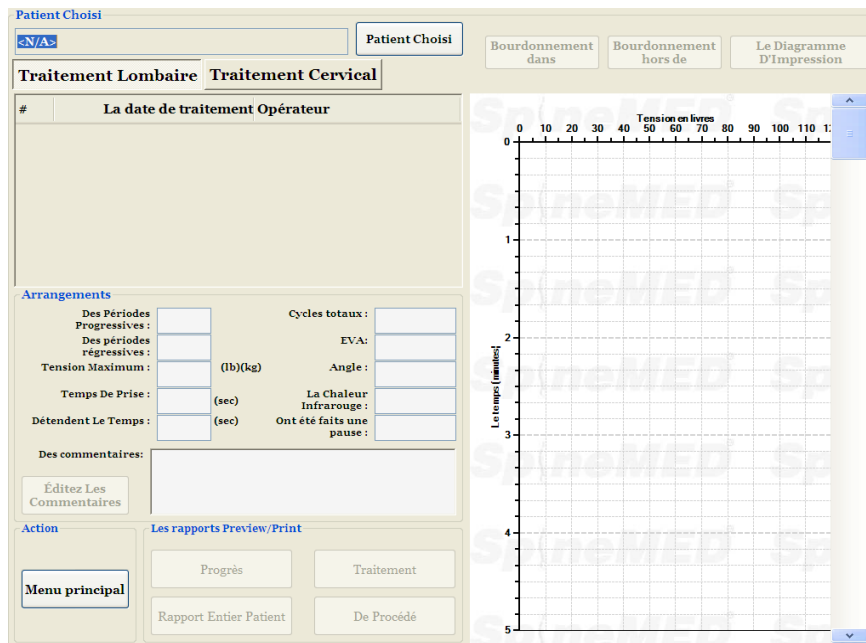 Patient Choisi
<N/A>
Patient Choisi
Bourdonnement
dans
Bourdonnement
hors de
Le Diagramme
D'Impression
Traitement Lombaire
Traitement Cervical
# La date de traitement Opérateur
Tension en livres
0 10 20 30 40 50 60 70 80 90 100 110
0
1
2
3
4
5
Le temps (minutes)
SpineMED
SpineMED
SpineMED
SpineMED
SpineMED
Arrangements
Des Périodes
Progressives :
Cycles totaux :
Des périodes
régressives :
EVA:
Tension Maximum : (lb)(kg)
Angle :
Temps De Prise : (sec)
La Chaleur
Infrarouge :
Détendent Le Temps : (sec)
Ont été faits une
pause :
Des commentaires:
Éditez Les
Commentaires
Action
Menu principal
Les rapports Preview/Print
Progrès
Traitement
Rapport Entier Patient
De Procédé